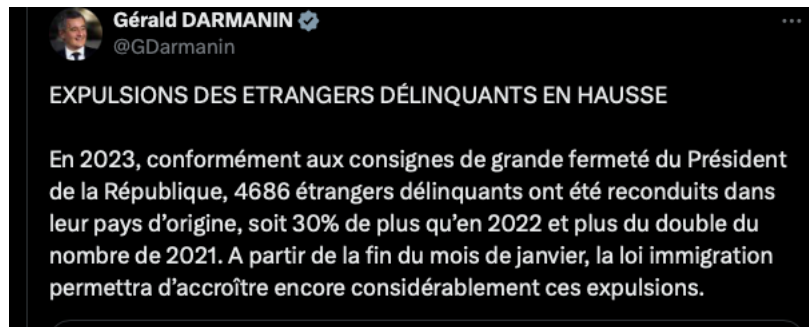 Gérald DARMANIN
@GDarmanin
EXPULSIONS DES ETRANGERS DÉLINQUANTS EN HAUSSE
En 2023, conformément aux consignes de grande fermeté du Président
de la République, 4686 étrangers délinquants ont été reconduits dans
leur pays d’origine, soit 30% de plus qu’en 2022 et plus du double du
nombre de 2021. A partir de la fin du mois de janvier, la loi immigration
permettra d’accroître encore considérablement ces expulsions.